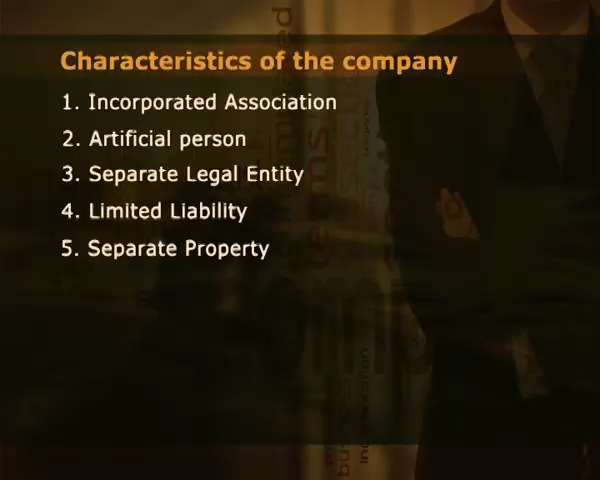 Characteristics of the company
1. Incorporated Association
2. Artificial person
3. Separate Legal Entity
4. Limited Liability
5. Separate Property